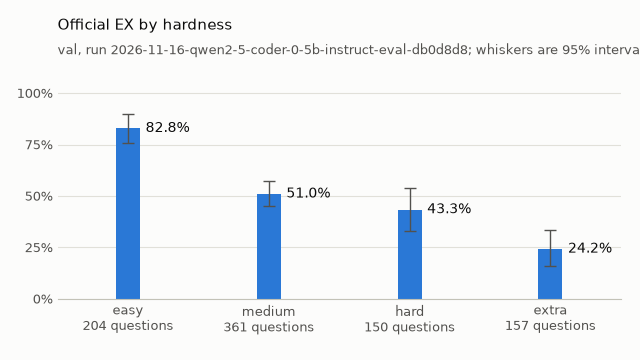 Official EX by hardness
val, run 2026-11-16-qwen2-5-coder-0-5b-instruct-eval-db0d8d8; whiskers are 95% interva
100%
75%
50%
25%
0%
82.8%
51.0%
43.3%
24.2%
easy
204 questions
medium
361 questions
hard
150 questions
extra
157 questions